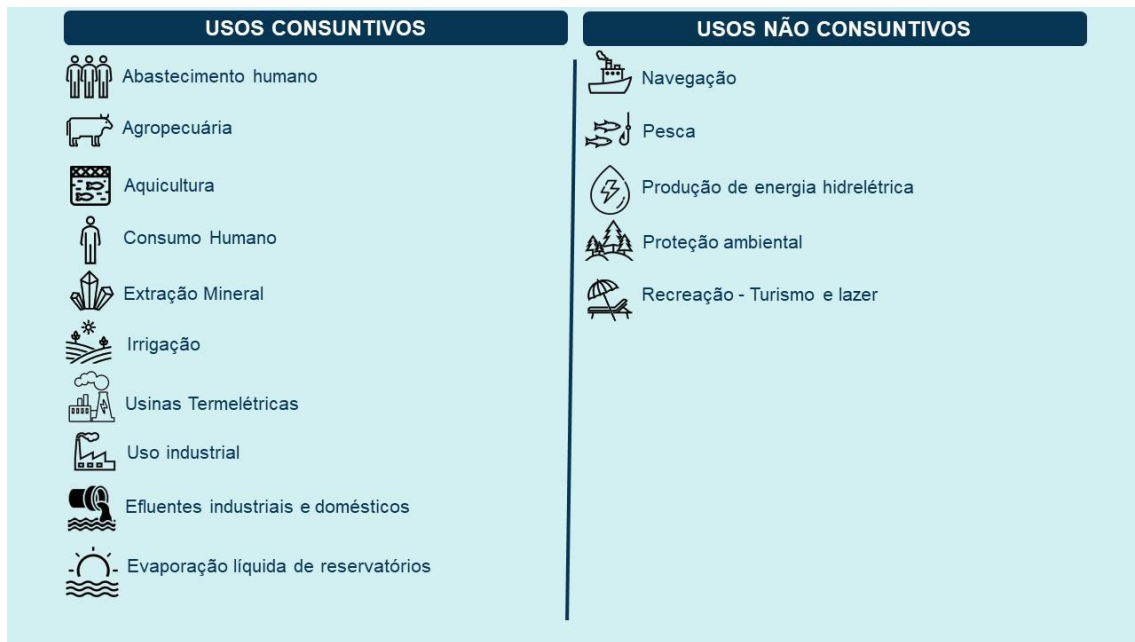 USOS CONSUNTIVOS
Abastecimento humano
Agropecuária
Aquicultura
Consumo Humano
Extração Mineral
Irrigação
Usinas Termelétricas
Uso industrial
Efluentes industriais e domésticos
Evaporação líquida de reservatórios
USOS NÃO CONSUNTIVOS
Navegação
Pesca
Produção de energia hidrelétrica
Proteção ambiental
Recreação - Turismo e lazer